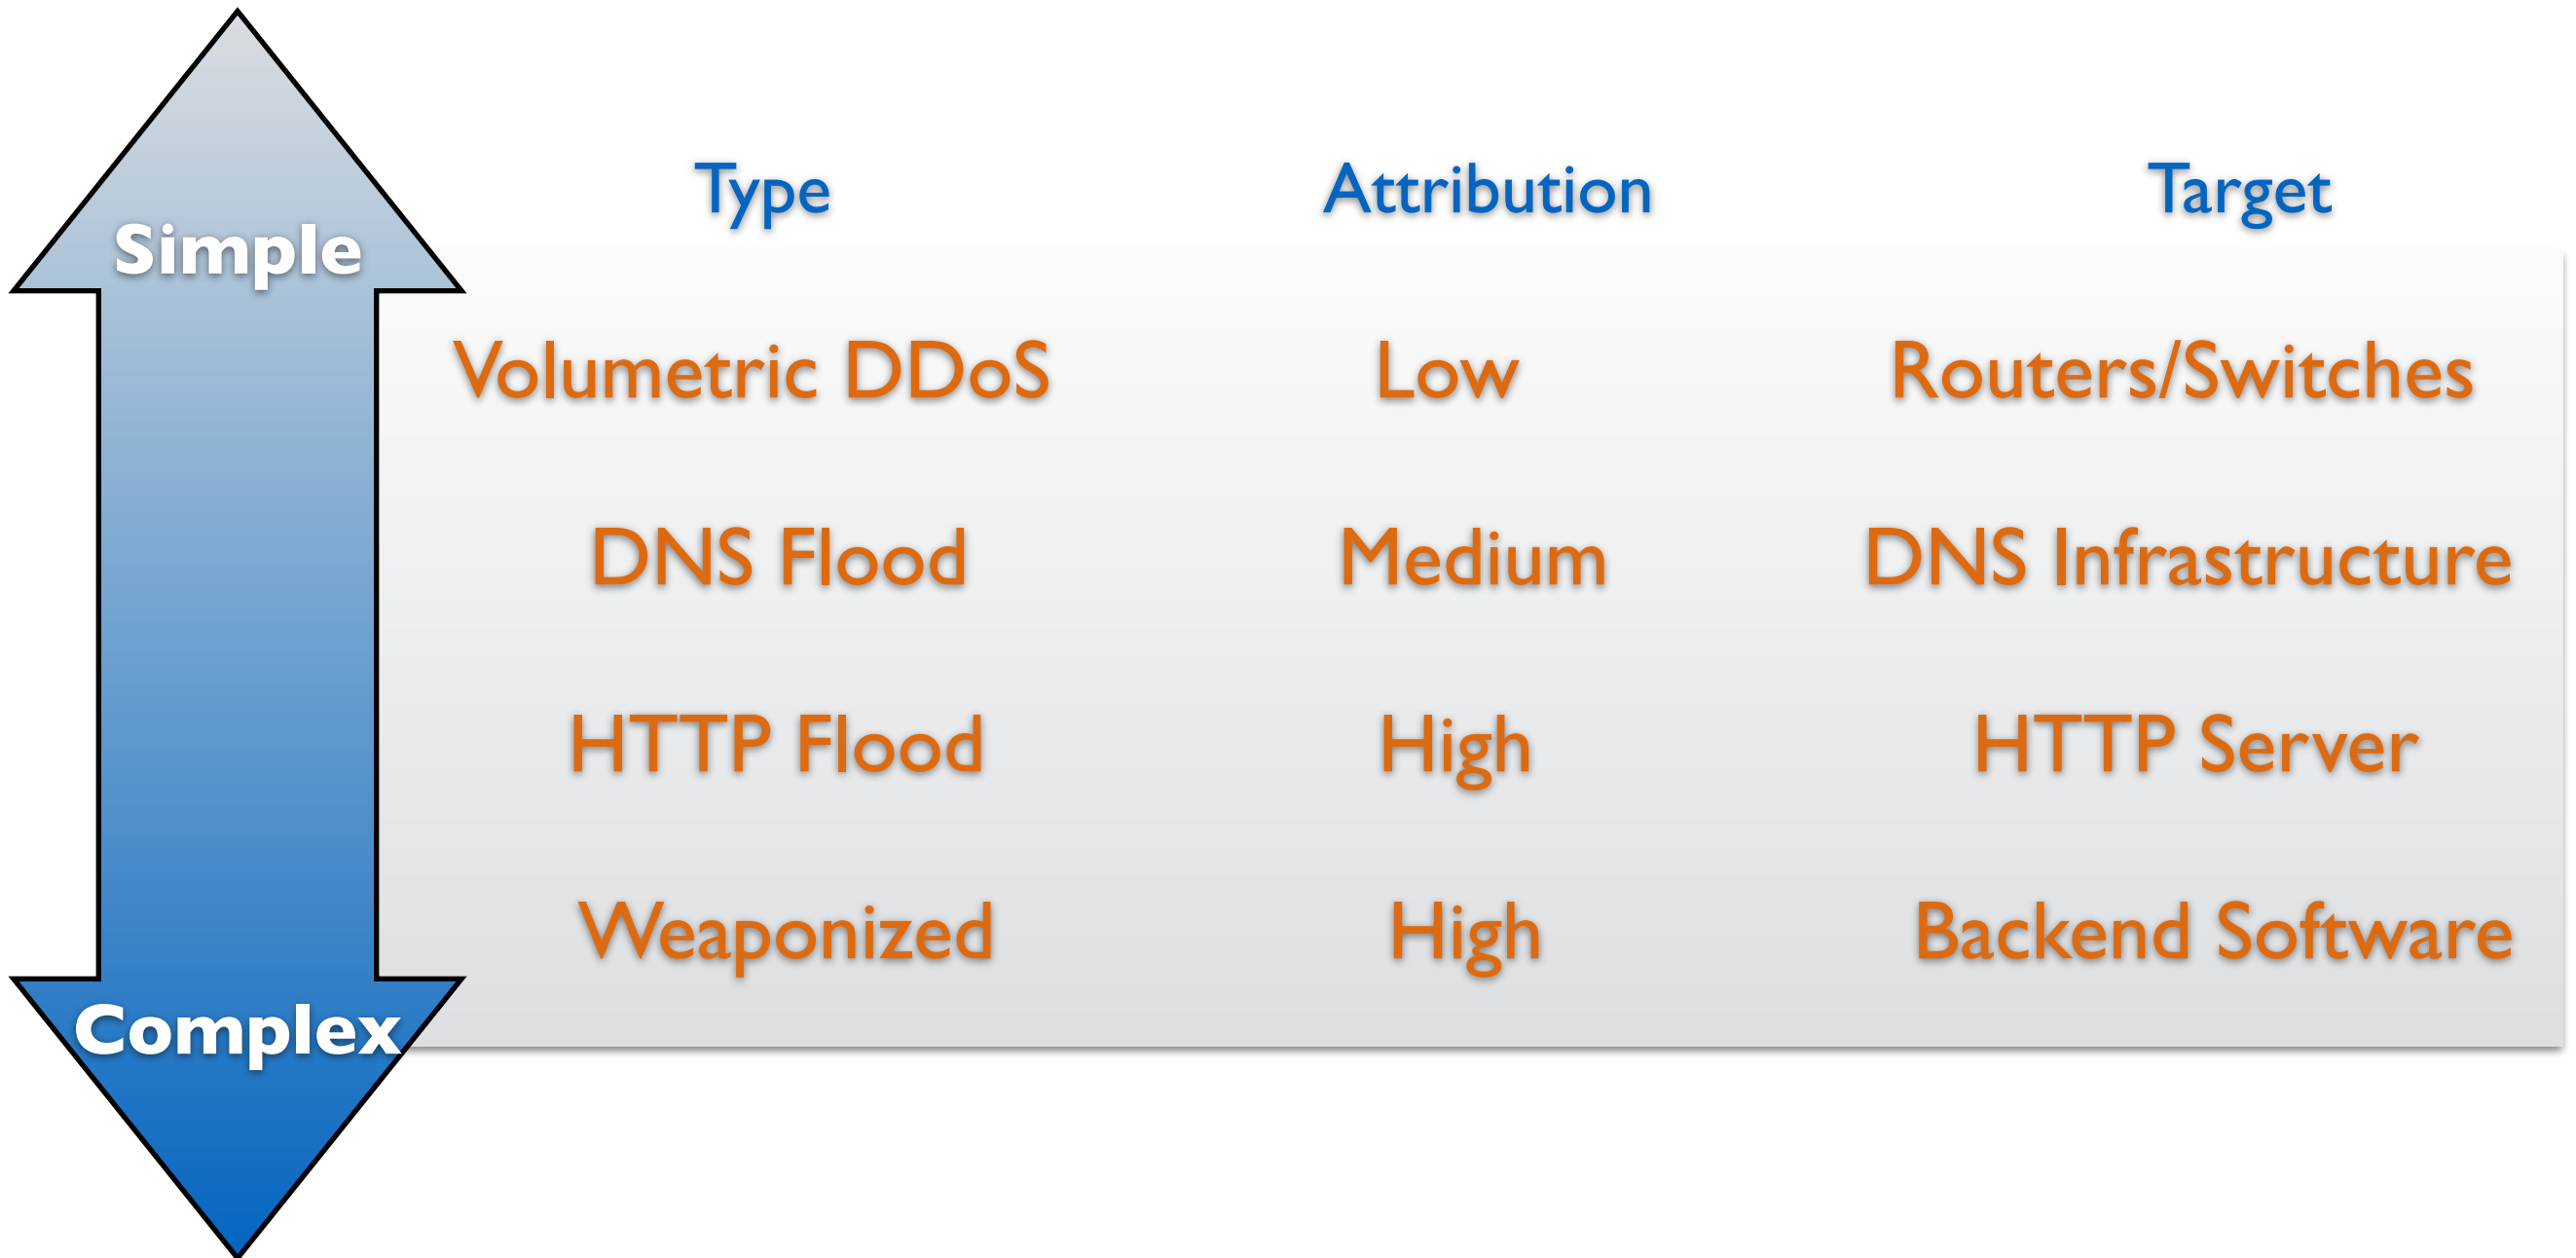 Type Attribution Target
Simple
Volumetric DDoS Low Routers/Switches
DNS Flood Medium DNS Infrastructure
HTTP Flood High HTTP Server
Weaponized High Backend Software
Complex